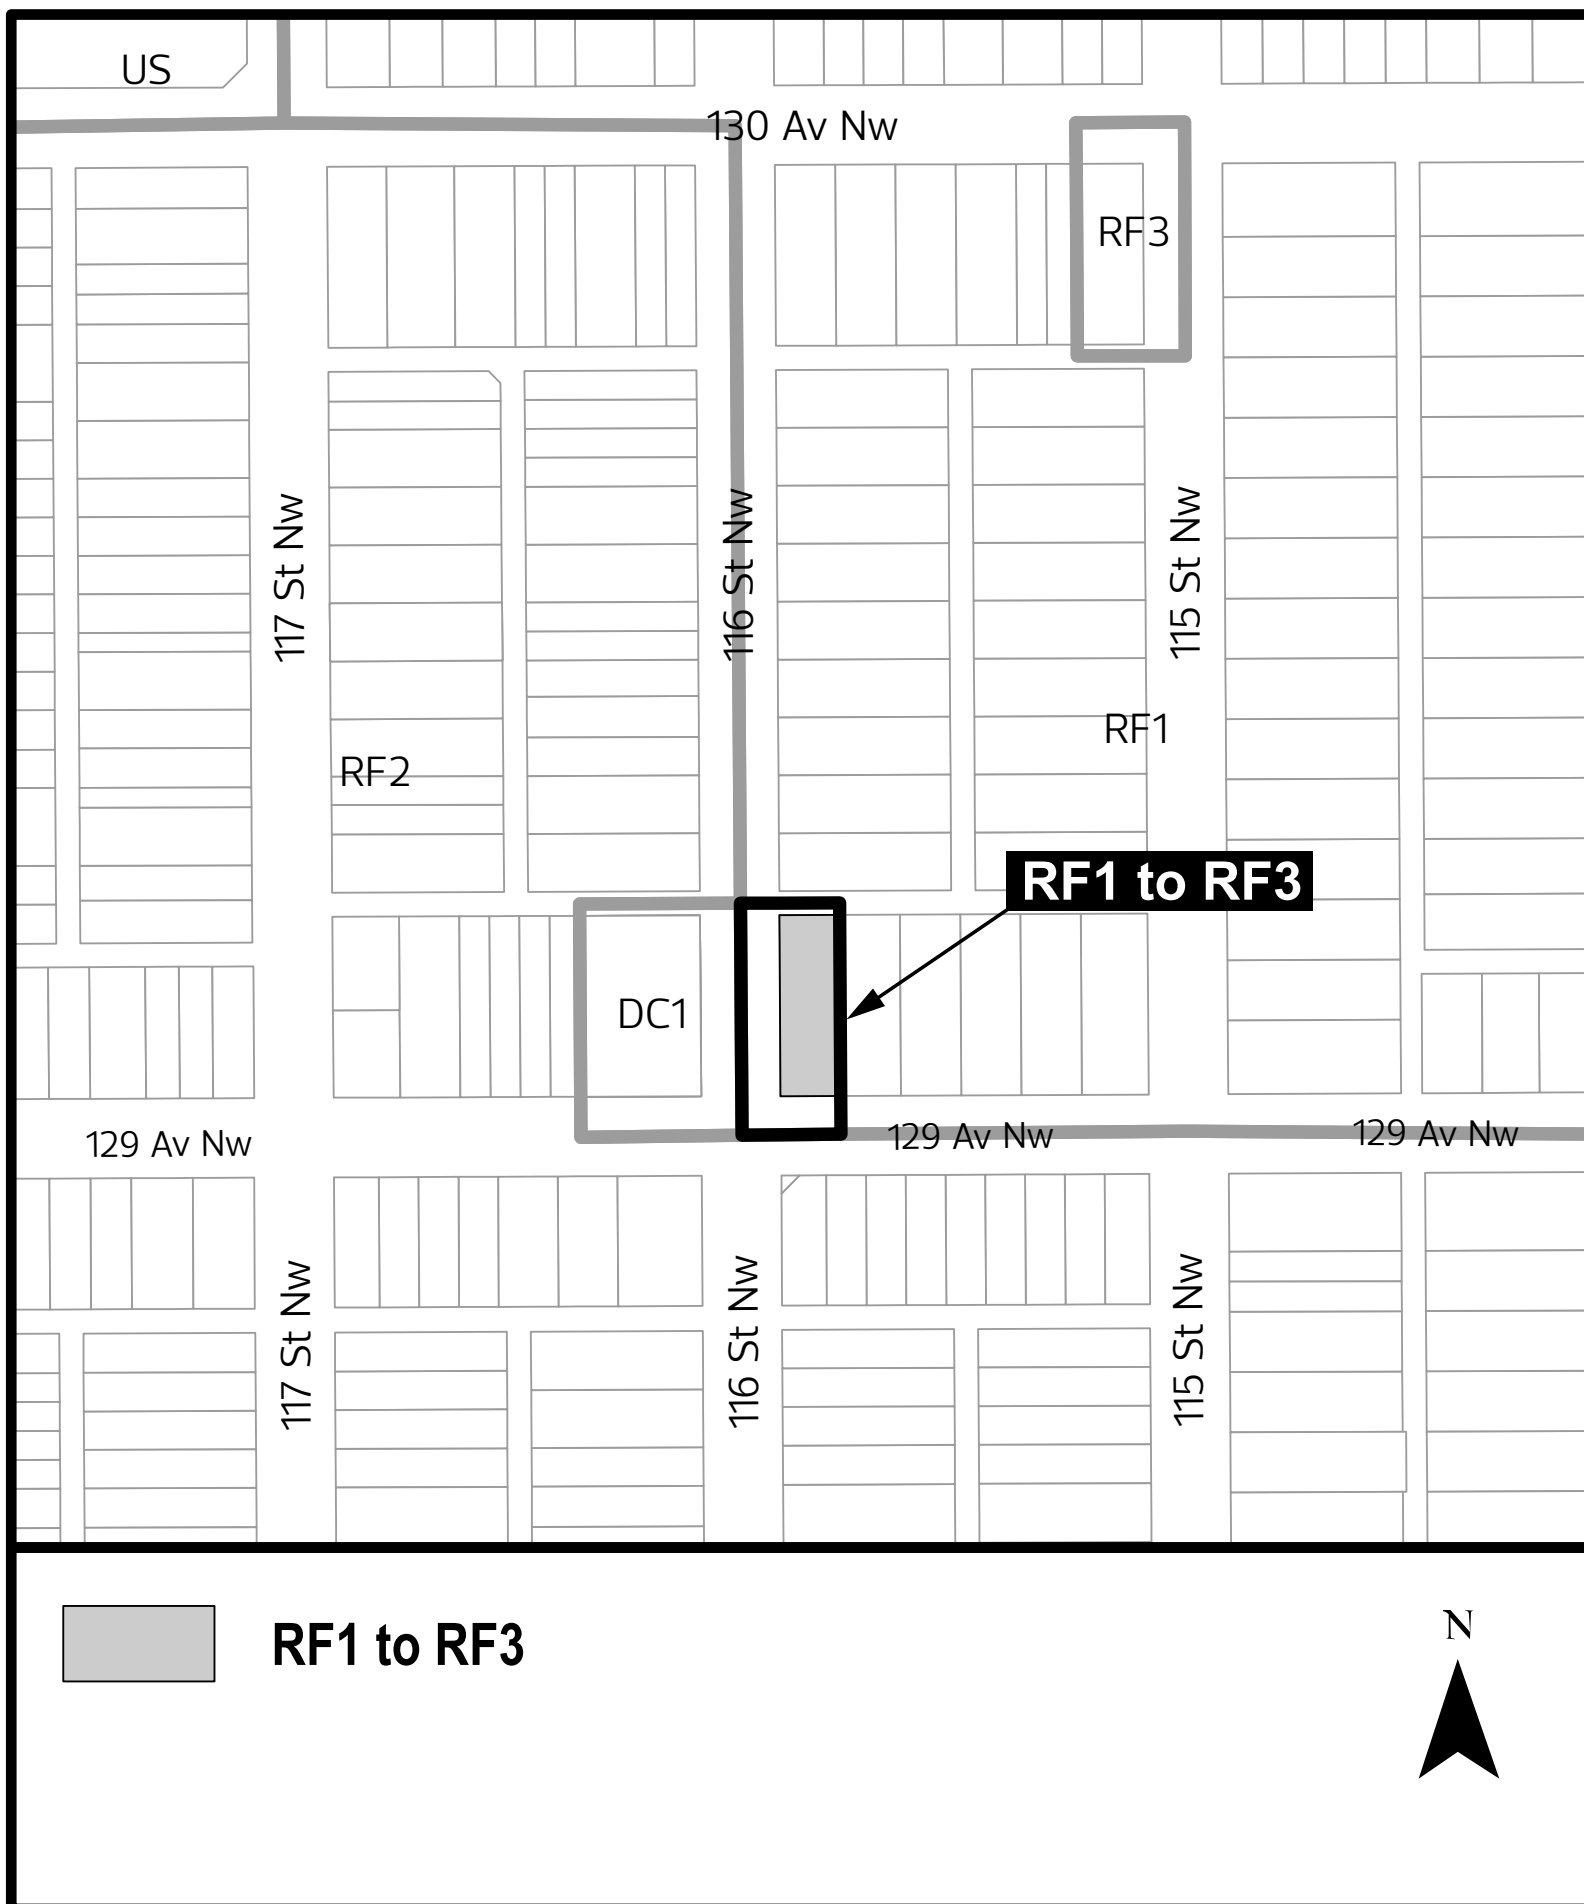 US
130 Av Nw
RF3
117 St Nw
116 St Nw
115 St Nw
RF1
RF2
RF1 to RF3
DC1
129 Av Nw
129 Av Nw
129 Av Nw
117 St Nw
116 St Nw
115 St Nw
RF1 to RF3
N